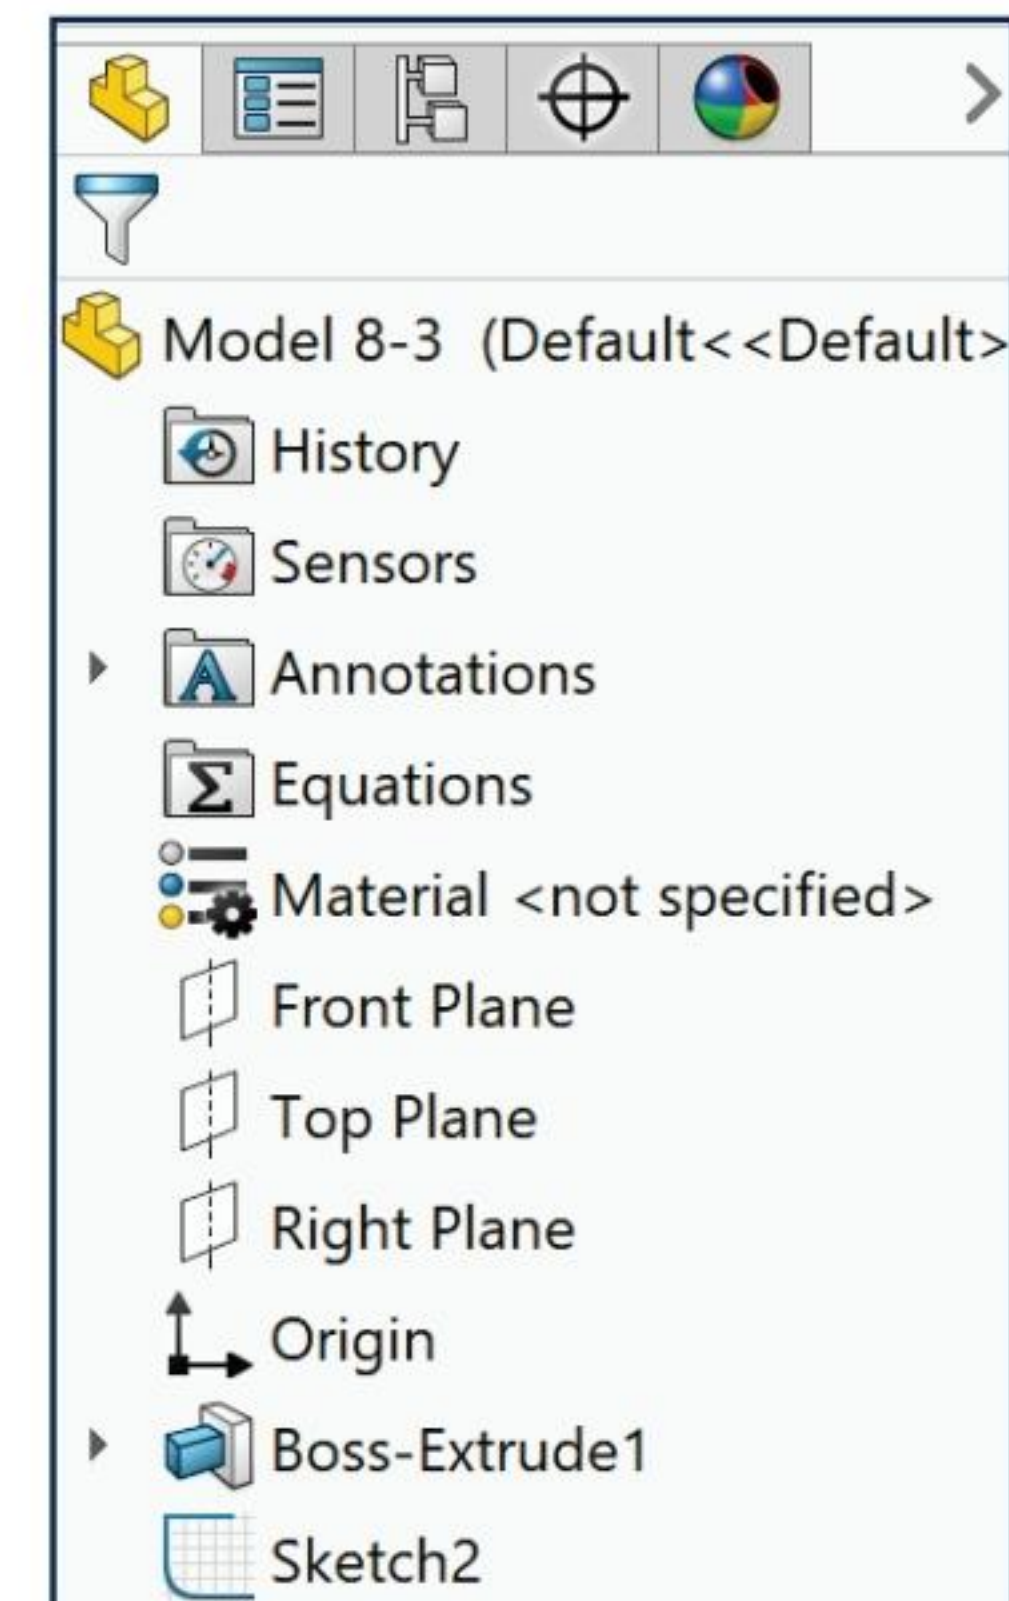 Model 8-3 (Default<<Default>
History
Sensors
Annotations
Equations
Material <not specified>
Front Plane
Top Plane
Right Plane
Origin
Boss-Extrude1
Sketch2